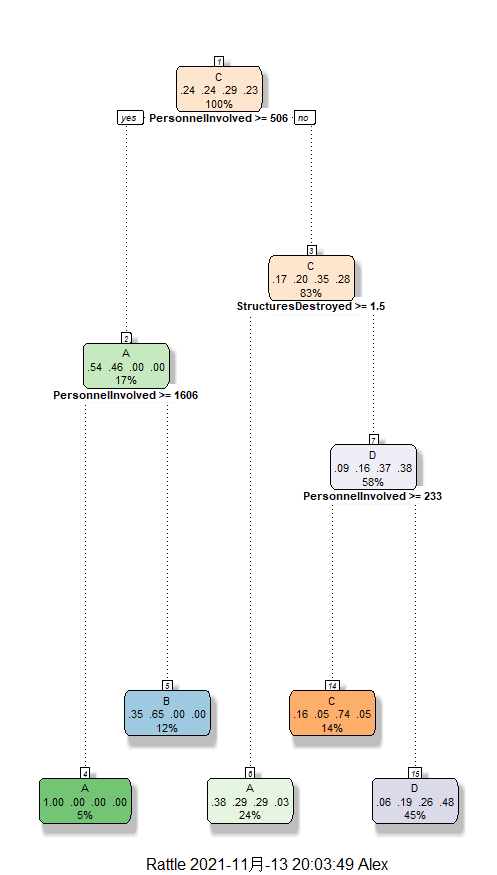 1
C
.24 .24 .29 .23
100%
yes PersonnelInvolved >= 506 no
3
C
.17 .20 .35 .28
83%
StructuresDestroyed >= 1.5
2
A
.54 .46 .00 .00
17%
PersonnelInvolved >= 1606
7
D
.09 .16 .37 .38
58%
PersonnelInvolved >= 233
5
B
.35 .65 .00 .00
12%
14
C
.16 .05 .74 .05
14%
4
A
1.00 .00 .00 .00
5%
6
A
.38 .29 .29 .03
24%
15
D
.06 .19 .26 .48
45%
Rattle 2021-11月-13 20:03:49 Alex